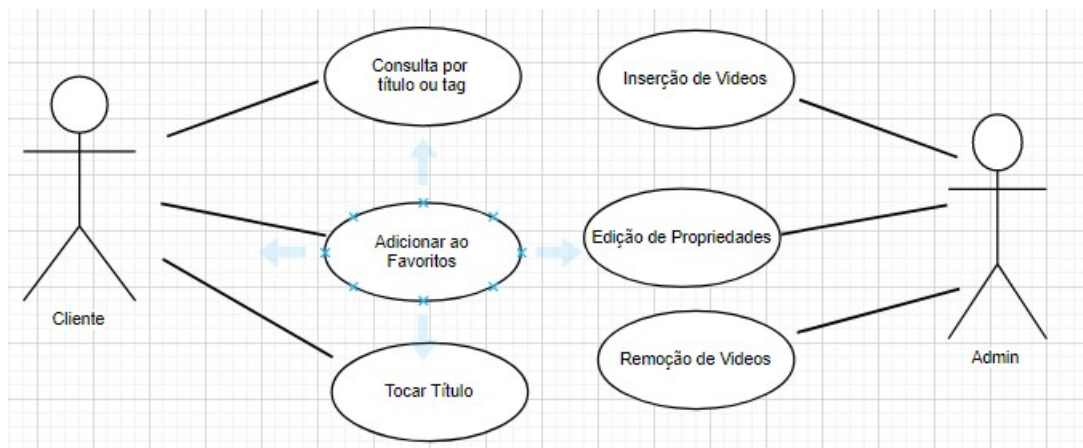 Consulta por
título ou tag
Inserção de Videos
Adicionar ao
Favoritos
Edição de Propriedades
Cliente
Remoção de Videos
Admin
Tocar Título